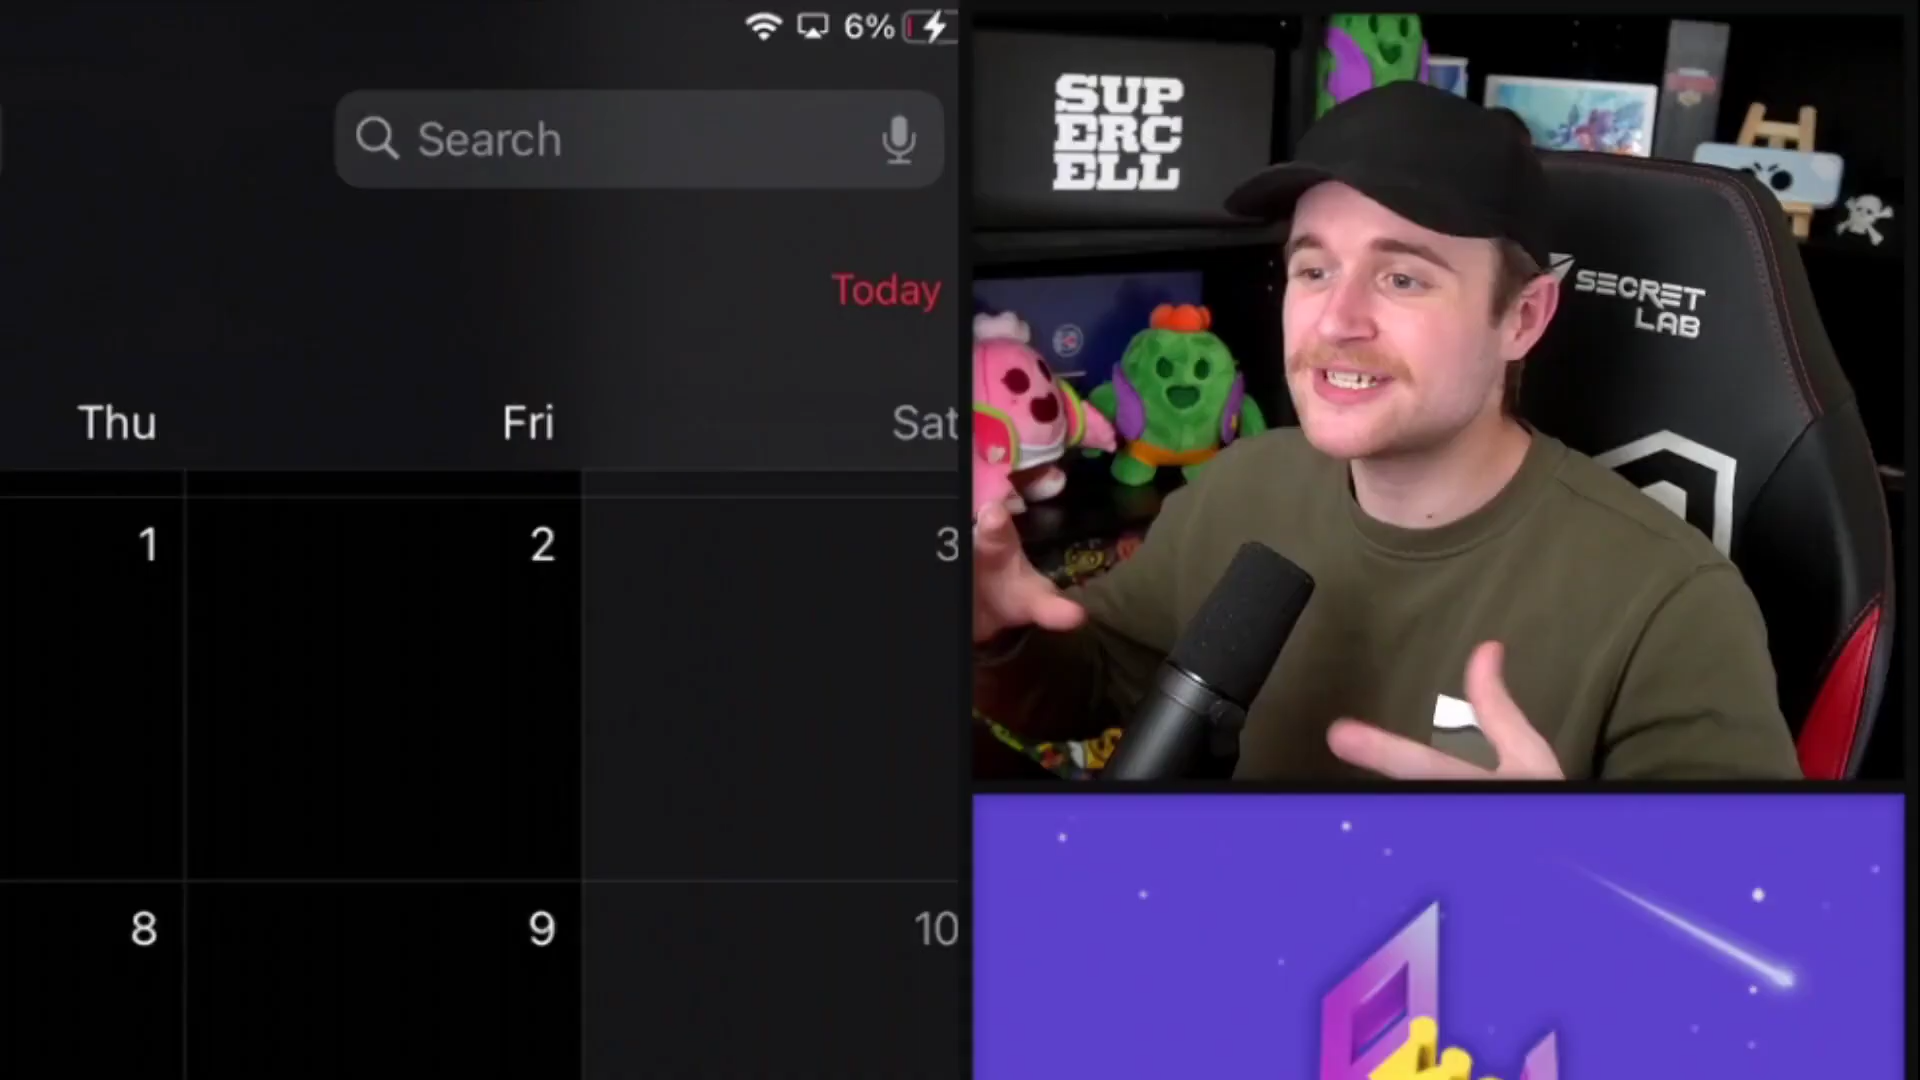 6%
Search
Today
Thu Fri Sat
1 2 3
8 9 10
SUP
ERC
ELL
SECRET
LAB